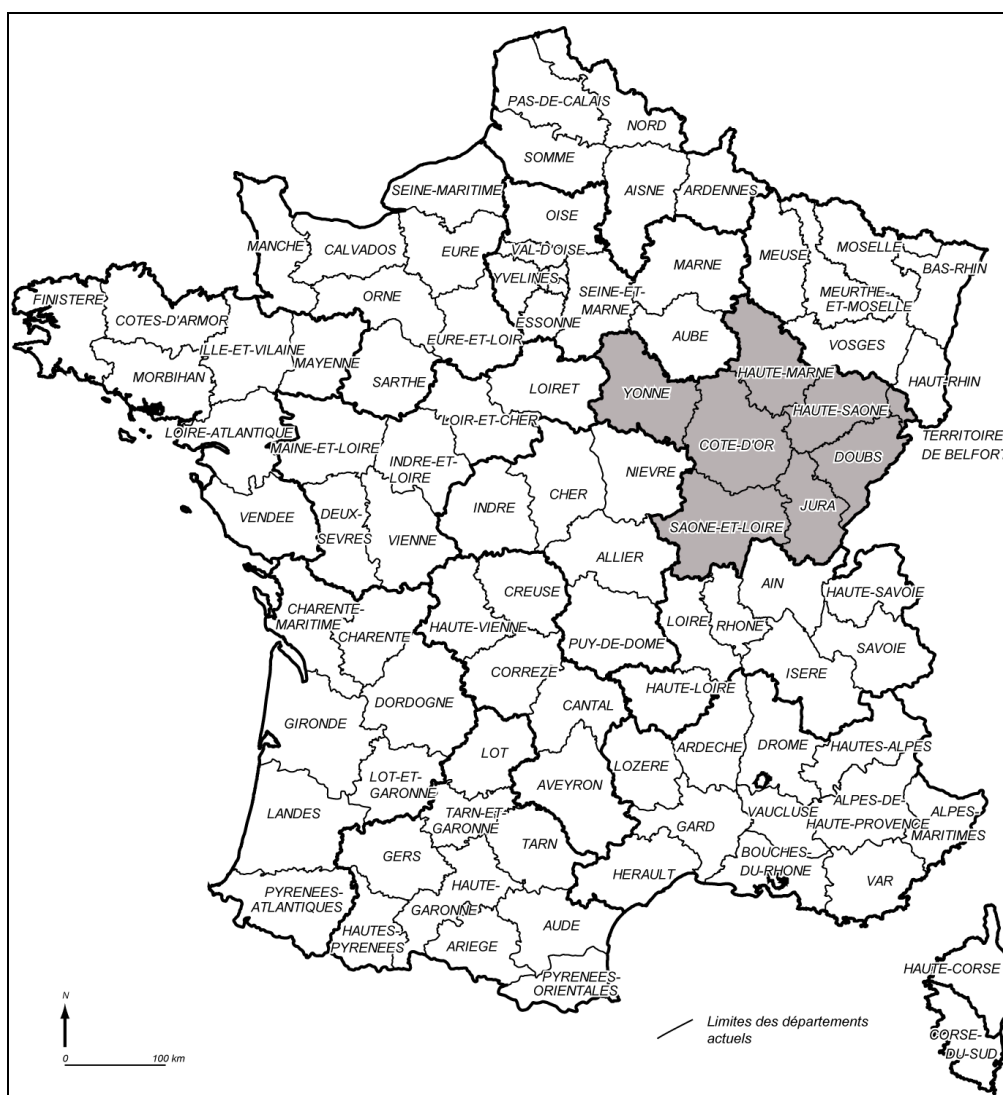 PAS-DE-CALAIS
NORD
SOMME
SEINE-MARITIME
AISNE
ARDENNES
OISE
MANCHE
CALVADOS
EURE
VAL-D'OISE
MARNE
MEUSE
MOSELLE
BAS-RHIN
YVELINES
SEINE-ET-
MARNE
MEURTHE-
ET-MOSELLE
FINISTERE
COTES-D'ARMOR
ORNE
ESSONNE
AUBE
VOSGES
ILLE-ET-VILAINE
MAYENNE
EURE-ET-LOIR
HAUTE-MARNE
HAUT-RHIN
MORBIHAN
SARTHE
LOIRET
YONNE
HAUTE-SAONE
LOIRE-ATLANTIQUE
MAINE-ET-LOIRE
LOIR-ET-CHER
COTE-D'OR
DOUBS
TERRITOIRE
DE BELFORT
INDRE-ET-
LOIRE
NIEVRE
CHER
INDRE
VENDEE
DEUX-
SEVRES
VIENNE
SAONE-ET-LOIRE
JURA
ALLIER
AIN
HAUTE-SAVOIE
CREUSE
CHARENTE-
MARITIME
CHARENTE
HAUTE-VIENNE
LOIRE
RHONE
PUY-DE-DOME
SAVOIE
ISERE
CORREZE
HAUTE-LOIRE
DORDOGNE
CANTAL
GIRONDE
LOT
ARDECHE
DROME
HAUTES-ALPES
LOT-ET-
GARONNE
AVEYRON
LOZERE
LANDES
TARN-ET-
GARONNE
GARD
VAUCLUSE
ALPES-DE-
HAUTE-PROVENCE
ALPES-
MARITIMES
GERS
TARN
HERAULT
BOUCHES-
DU-RHONE
VAR
PYRENEES-
ATLANTIQUES
HAUTE-
GARONNE
HAUTES-
PYRENEES
ARIEGE
AUDE
PYRENEES-
ORIENTALES
HAUTE-CORSE
CORSE-
DU-SUD
N
0 100 km
Limites des départements
actuels